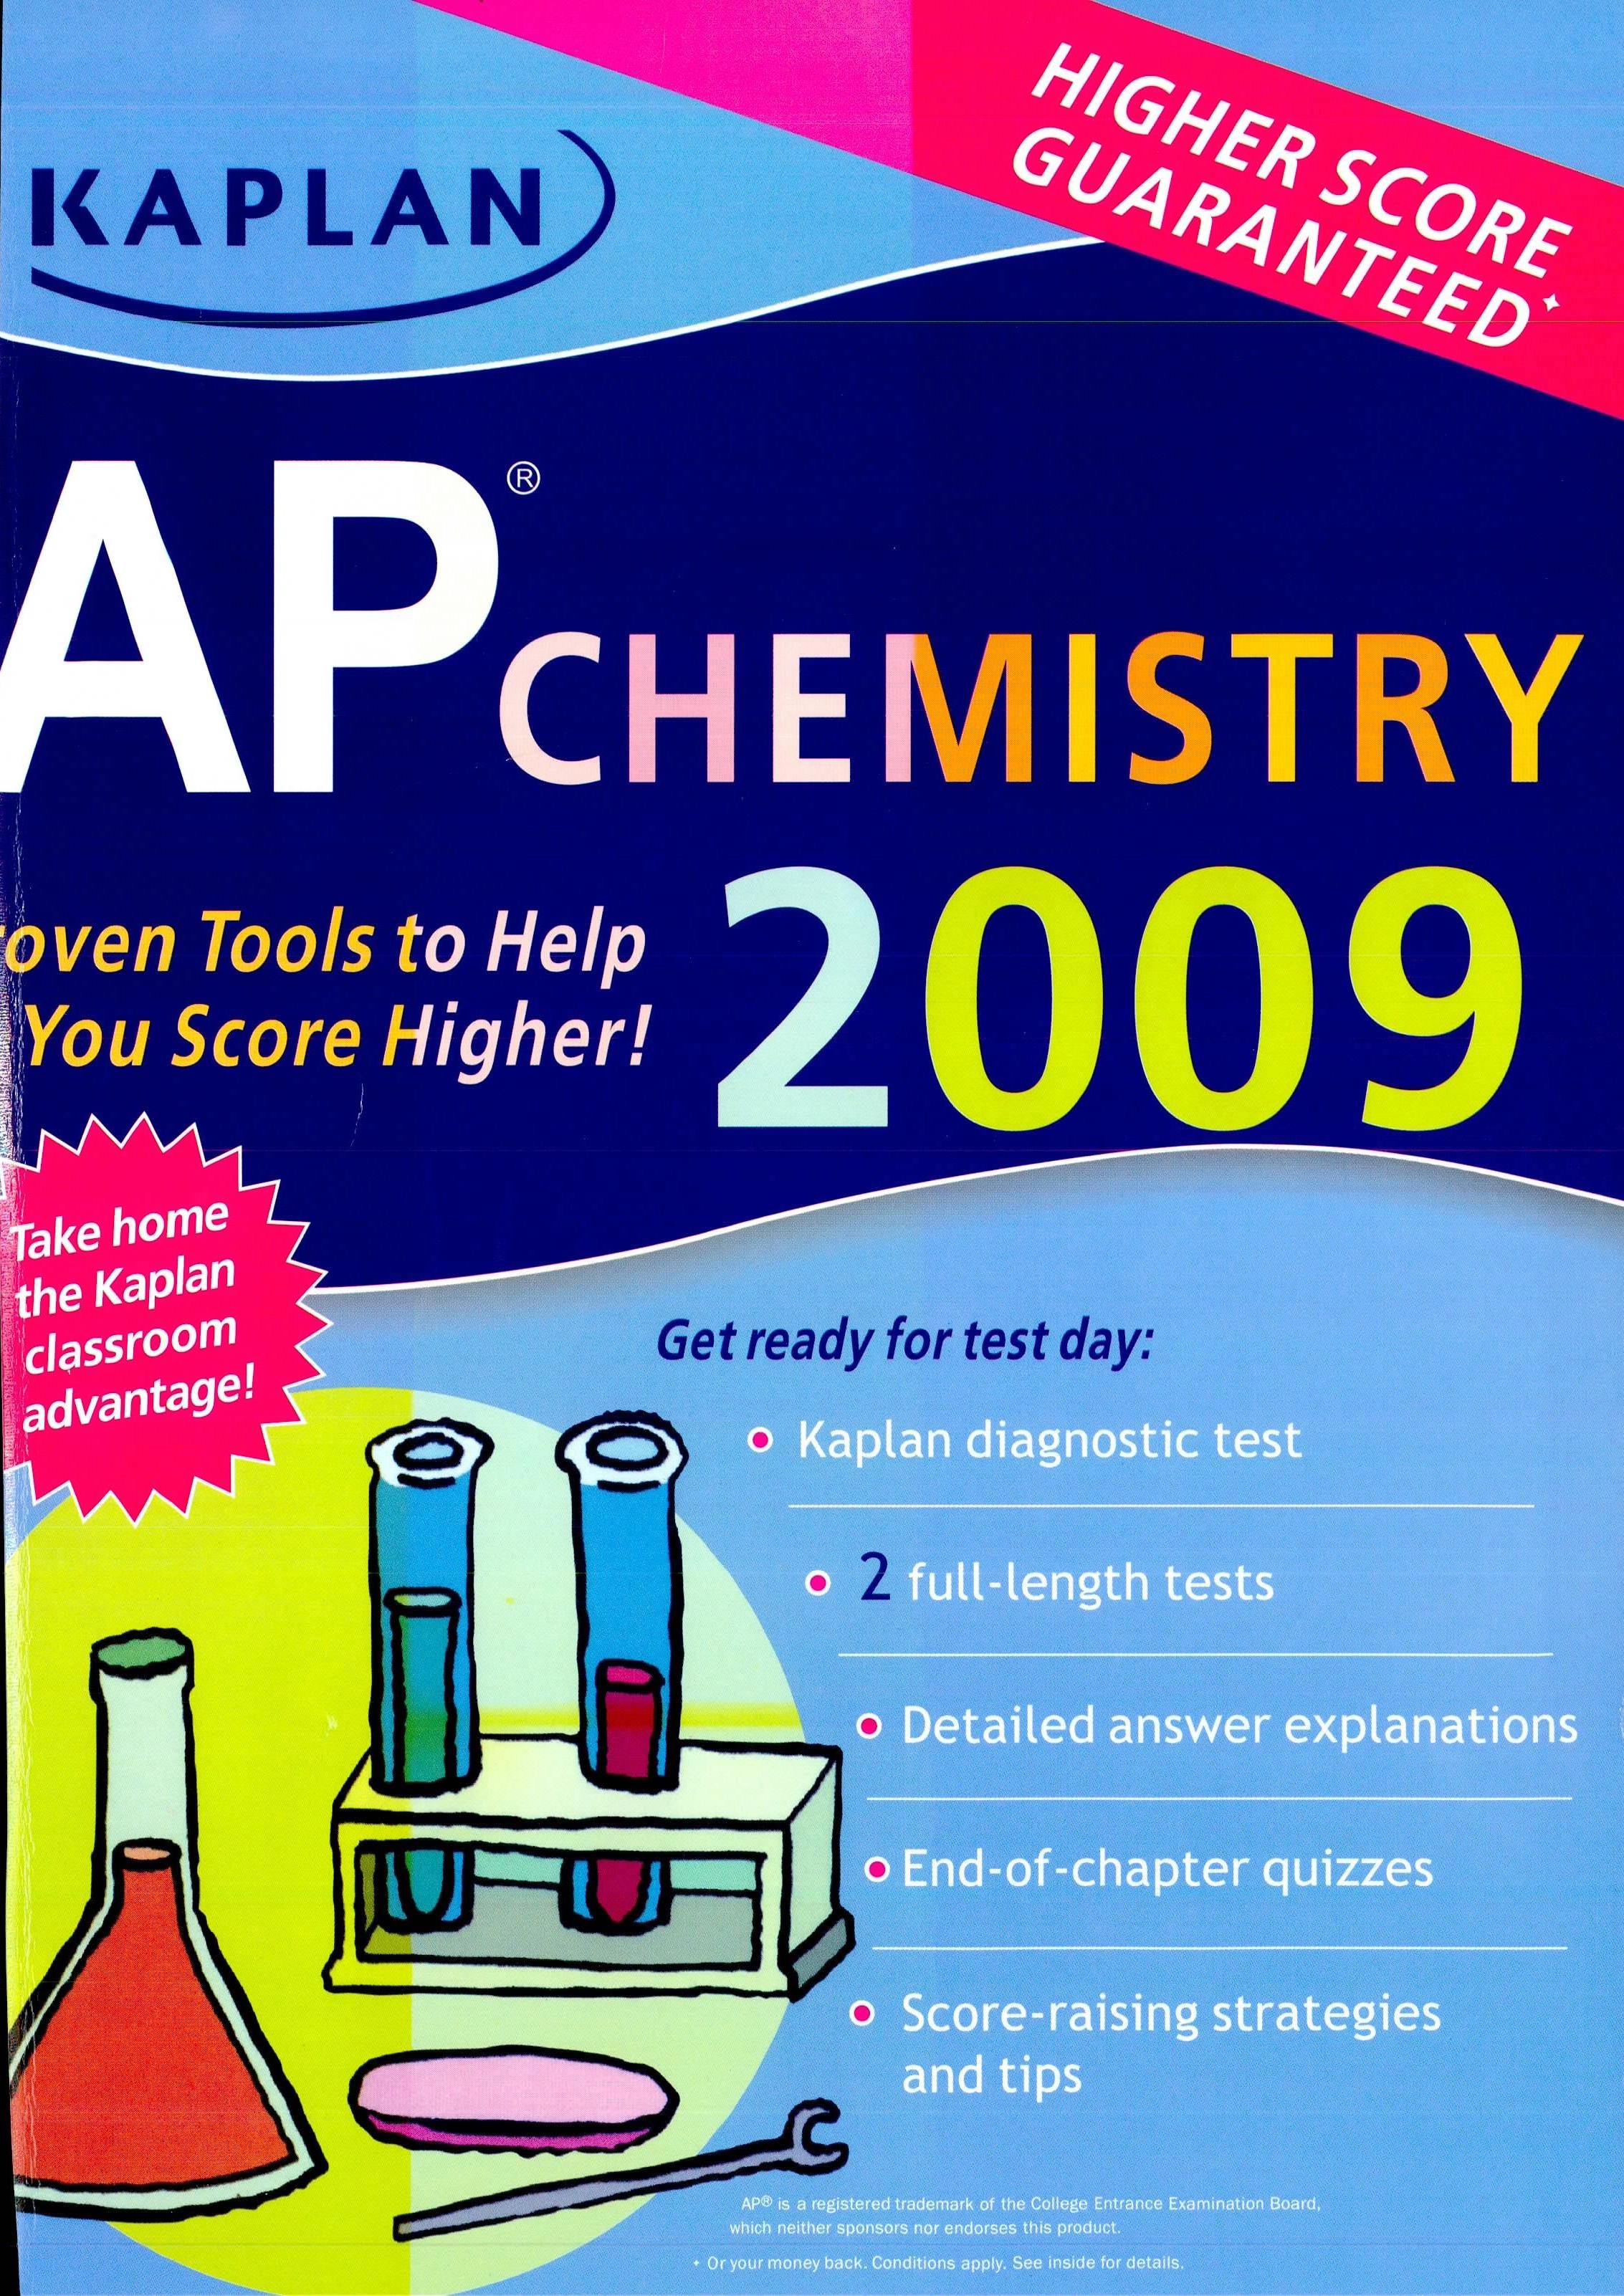 KAPLAN
HIGHER SCORE
GUARANTEED✦
AP®
CHEMISTRY
2009
oven Tools to Help
You Score Higher!
Take home
the Kaplan
classroom
advantage!
Get ready for test day:
Kaplan diagnostic test
2 full-length tests
Detailed answer explanations
End-of-chapter quizzes
Score-raising strategies
and tips
AP® is a registered trademark of the College Entrance Examination Board,
which neither sponsors nor endorses this product.
✦ Or your money back. Conditions apply. See inside for details.